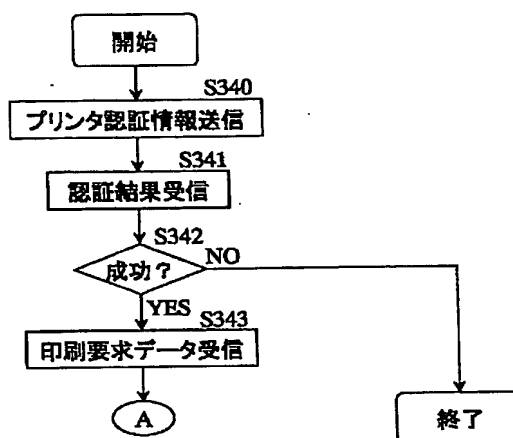 開始
S340
プリンタ認証情報送信
S341
認証結果受信
S342
成功？
NO
YES
S343
印刷要求データ受信
A
終了